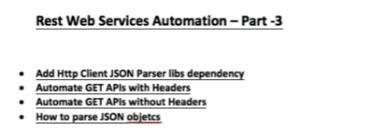 Rest Web Services Automation – Part -3
• Add Http Client JSON Parser libs dependency
• Automate GET APIs with Headers
• Automate GET APIs without Headers
• How to parse JSON objetcs